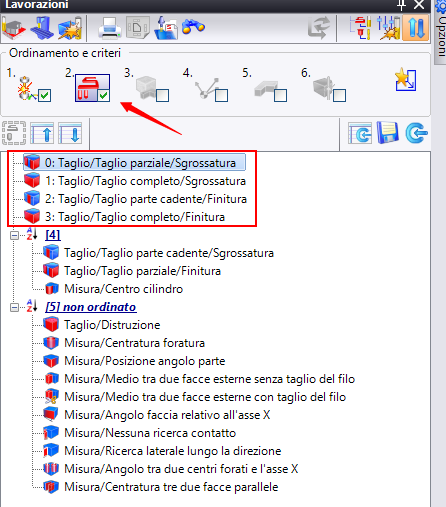 Lavorazioni
Opzioni
Ordinamento e criteri
1. 2. 3. 4. 5. 6.
0: Taglio/Taglio parziale/Sgrossatura
1: Taglio/Taglio completo/Sgrossatura
2: Taglio/Taglio parte cadente/Finitura
3: Taglio/Taglio completo/Finitura
[4]
Taglio/Taglio parte cadente/Sgrossatura
Taglio/Taglio parziale/Finitura
Misura/Centro cilindro
[5] non ordinato
Taglio/Distruzione
Misura/Centratura foratura
Misura/Posizione angolo parte
Misura/Medio tra due facce esterne senza taglio del filo
Misura/Medio tra due facce esterne con taglio del filo
Misura/Angolo faccia relativo all'asse X
Misura/Nessuna ricerca contatto
Misura/Ricerca laterale lungo la direzione
Misura/Angolo tra due centri forati e l'asse X
Misura/Centratura tre due facce parallele